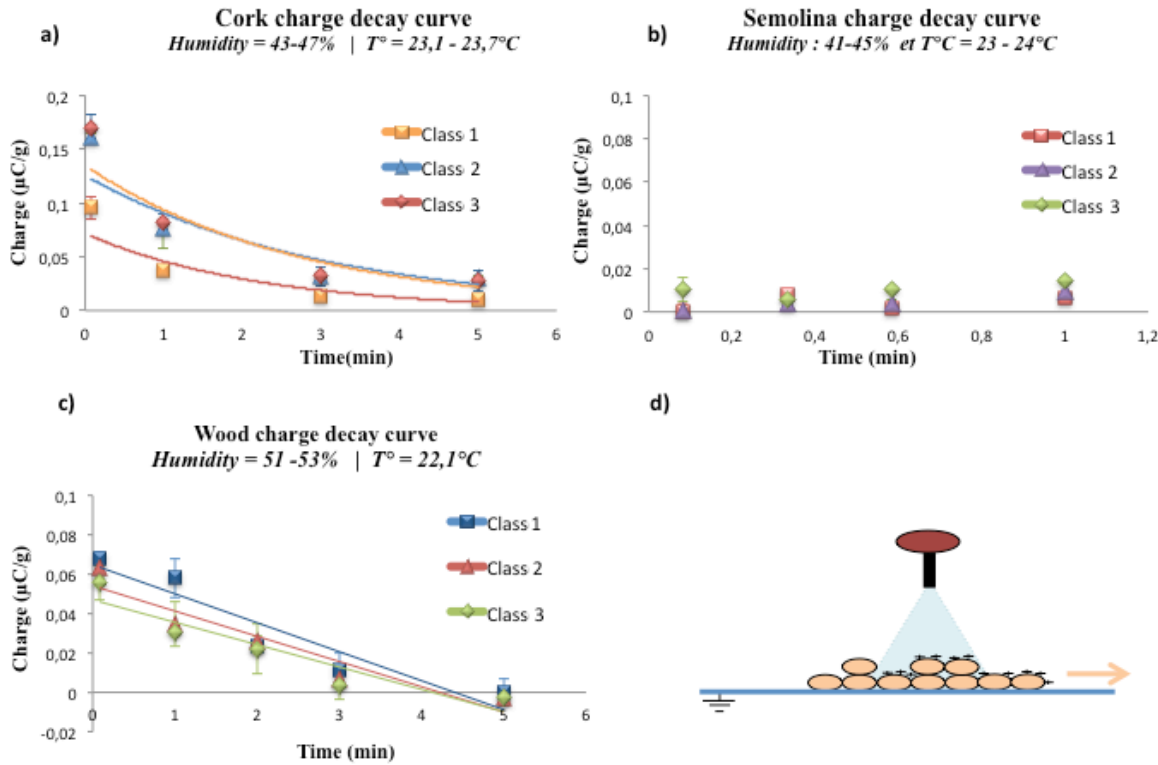 a)
Cork charge decay curve
Humidity = 43-47% | T° = 23,1 - 23,7°C
Charge (µC/g)
0,2
0,15
0,1
0,05
0
0
1
3
4
5
6
Time(min)
Class 1
Class 2
Class 3
b)
Semolina charge decay curve
Humidity : 41-45% et T°C = 23 - 24°C
Charge (µC/g)
0,1
0,08
0,06
0,04
0,02
0
0
0,2
0,4
0,6
0,8
1
1,2
Time (min)
Class 1
Class 2
Class 3
c)
Wood charge decay curve
Humidity = 51 -53% | T° = 22,1°C
Charge (µC/g)
0,1
0,08
0,06
0,04
0,02
0
-0,02
0
1
2
3
5
6
Time (min)
Class 1
Class 2
Class 3
d)